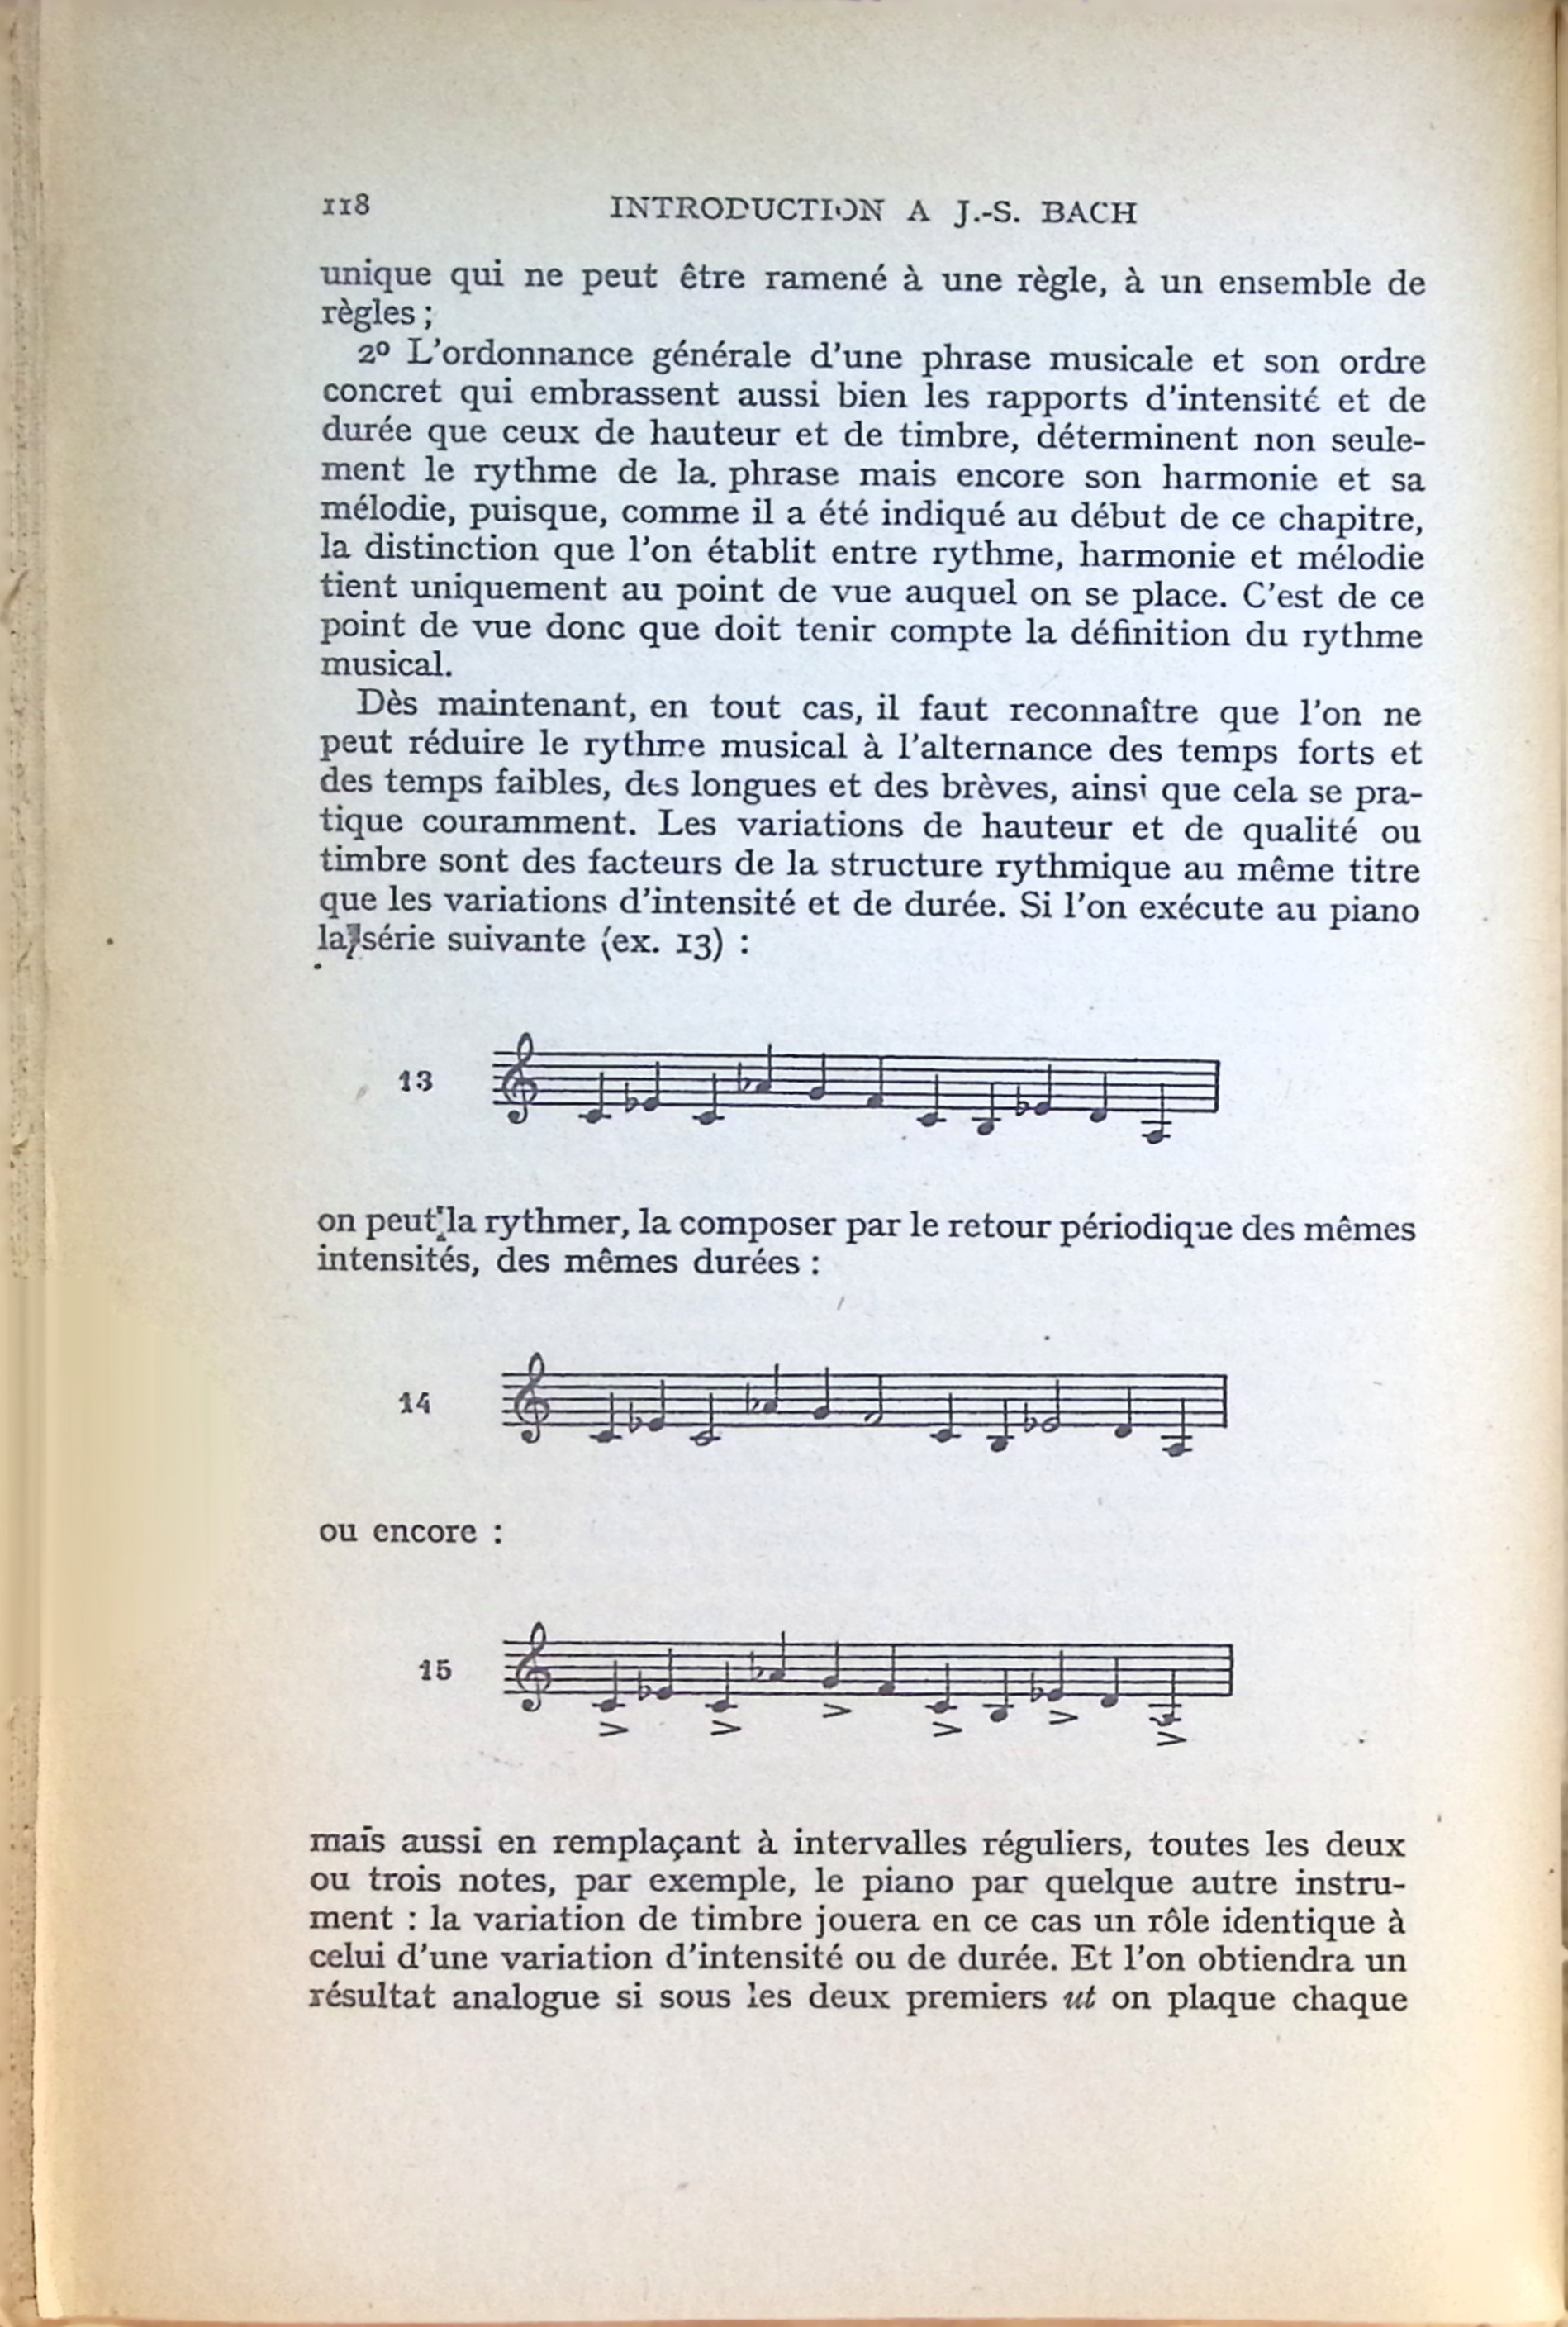 118 INTRODUCTION A J.-S. BACH
unique qui ne peut être ramené à une règle, à un ensemble de
règles ;
2º L'ordonnance générale d'une phrase musicale et son ordre
concret qui embrassent aussi bien les rapports d'intensité et de
durée que ceux de hauteur et de timbre, déterminent non seule-
ment le rythme de la. phrase mais encore son harmonie et sa
mélodie, puisque, comme il a été indiqué au début de ce chapitre,
la distinction que l'on établit entre rythme, harmonie et mélodie
tient uniquement au point de vue auquel on se place. C'est de ce
point de vue donc que doit tenir compte la définition du rythme
musical.
Dès maintenant, en tout cas, il faut reconnaître que l'on ne
peut réduire le rythme musical à l'alternance des temps forts et
des temps faibles, des longues et des brèves, ainsi que cela se pra-
tique couramment. Les variations de hauteur et de qualité ou
timbre sont des facteurs de la structure rythmique au même titre
que les variations d'intensité et de durée. Si l'on exécute au piano
la série suivante (ex. 13) :
13
on peut la rythmer, la composer par le retour périodique des mêmes
intensités, des mêmes durées :
14
ou encore :
15
mais aussi en remplaçant à intervalles réguliers, toutes les deux
ou trois notes, par exemple, le piano par quelque autre instru-
ment : la variation de timbre jouera en ce cas un rôle identique à
celui d'une variation d'intensité ou de durée. Et l'on obtiendra un
résultat analogue si sous les deux premiers ut on plaque chaque